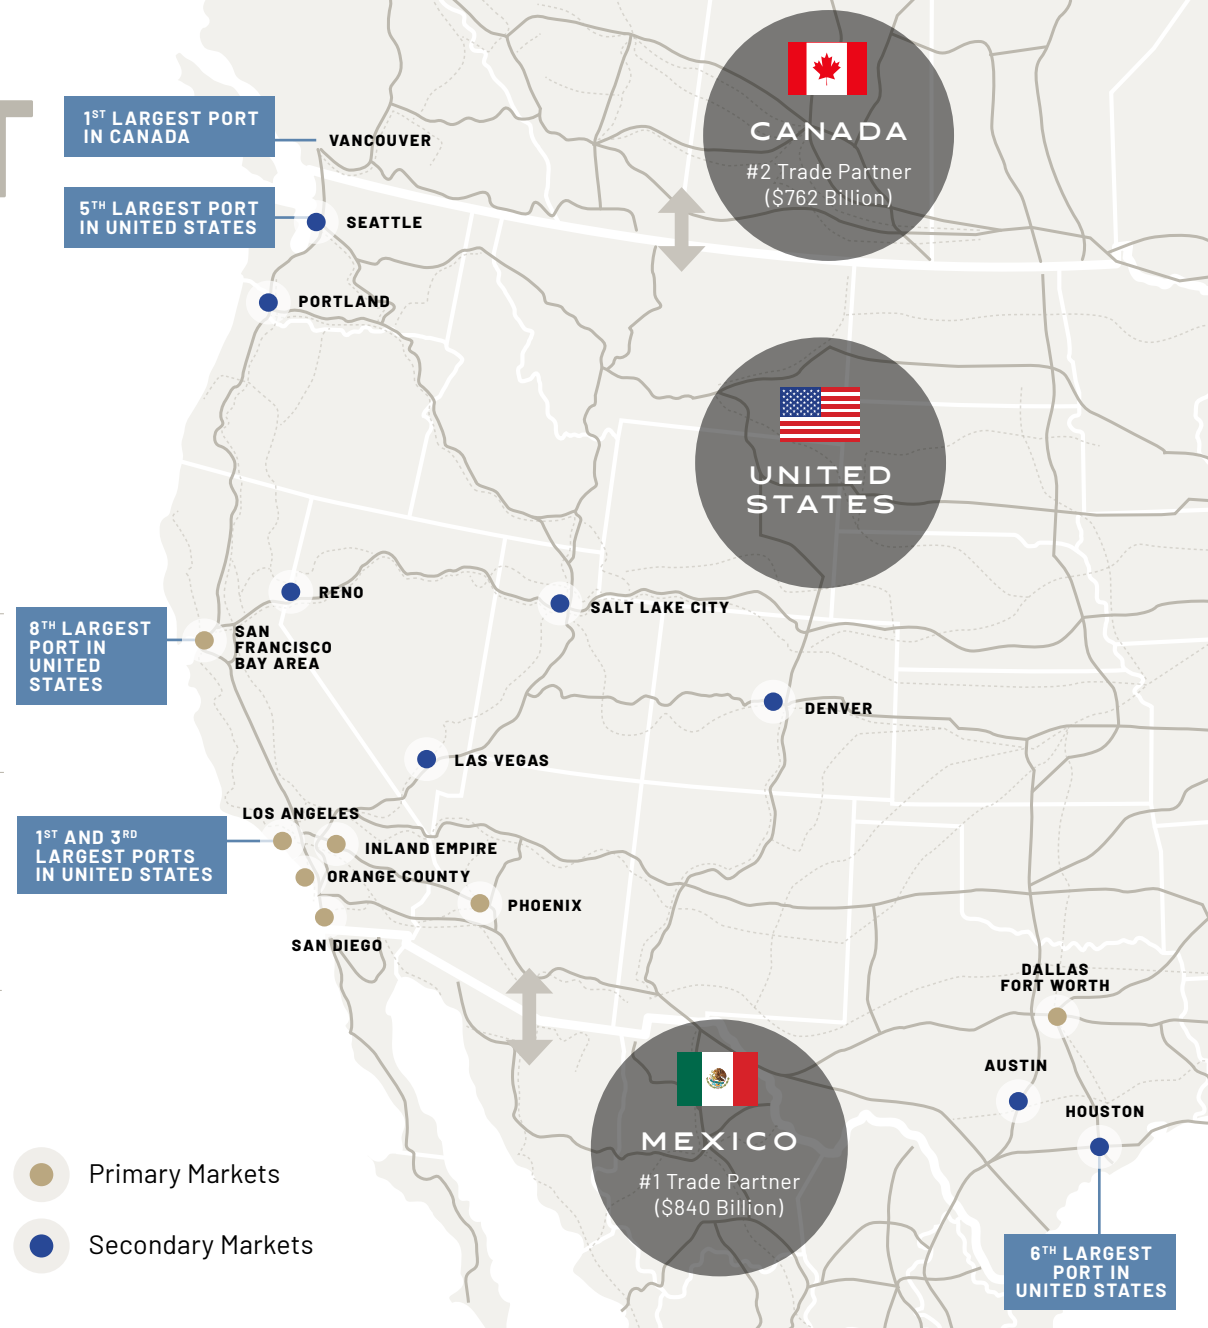 CANADA
#2 Trade Partner
($762 Billion)
1ST LARGEST PORT
IN CANADA
VANCOUVER
5TH LARGEST PORT
IN UNITED STATES
SEATTLE
PORTLAND
UNITED
STATES
RENO
SALT LAKE CITY
8TH LARGEST
PORT IN
UNITED
STATES
SAN
FRANCISCO
BAY AREA
DENVER
LAS VEGAS
LOS ANGELES
1ST AND 3RD
LARGEST PORTS
IN UNITED STATES
INLAND EMPIRE
ORANGE COUNTY
PHOENIX
SAN DIEGO
DALLAS
FORT WORTH
AUSTIN
HOUSTON
MEXICO
#1 Trade Partner
($840 Billion)
Primary Markets
Secondary Markets
6TH LARGEST
PORT IN
UNITED STATES